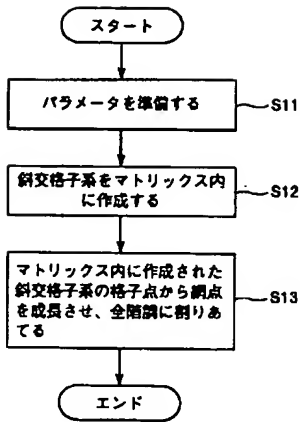 スタート
パラメータを準備する
S11
斜交格子系をマトリックス内
に作成する
S12
マトリックス内に作成された
斜交格子系の格子点から網点
を成長させ、全階調に割りあ
てる
S13
エンド